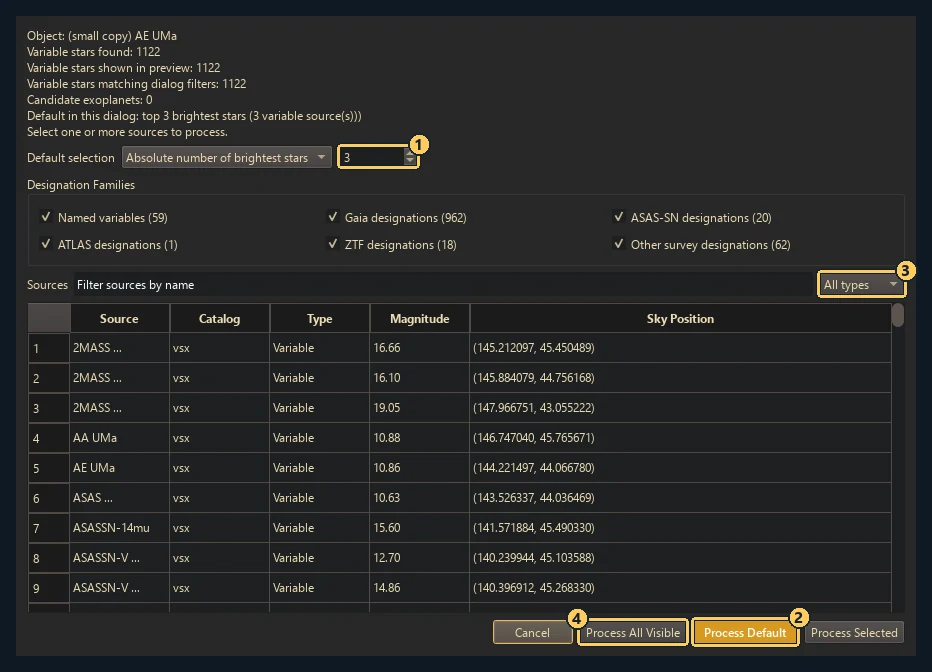 Object: (small copy) AE UMa
Variable stars found: 1122
Variable stars shown in preview: 1122
Variable stars matching dialog filters: 1122
Candidate exoplanets: 0
Default in this dialog: top 3 brightest stars (3 variable source(s)))
Select one or more sources to process.
Default selection Absolute number of brightest stars 3 1
Designation Families
Named variables (59) Gaia designations (962) ASAS-SN designations (20)
ATLAS designations (1) ZTF designations (18) Other survey designations (62)
Sources Filter sources by name All types 3
Source Catalog Type Magnitude Sky Position
1 2MASS ... vsx Variable 16.66 (145.212097, 45.450489)
2 2MASS ... vsx Variable 16.10 (145.884079, 44.756168)
3 2MASS ... vsx Variable 19.05 (147.966751, 43.055222)
4 AA UMa vsx Variable 10.88 (146.747040, 45.765671)
5 AE UMa vsx Variable 10.86 (144.221497, 44.066780)
6 ASAS ... vsx Variable 10.63 (143.526337, 44.036469)
7 ASASSN-14mu vsx Variable 15.60 (141.571884, 45.490330)
8 ASASSN-V ... vsx Variable 12.70 (140.239944, 45.103588)
9 ASASSN-V ... vsx Variable 14.86 (140.396912, 45.268330)
Cancel 4 Process All Visible Process Default 2 Process Selected